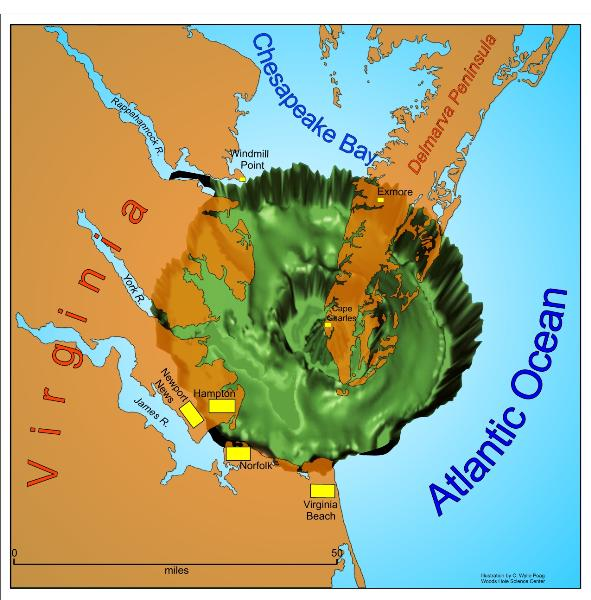 Chesapeake Bay
Delmarva Peninsula
Rappahannock R.
Windmill
Point
Exmore
Virginia
York R.
Cape
Charles
Atlantic Ocean
Newport
News
Hampton
James R.
Norfolk
Virginia
Beach
0
50
miles
Illustration by C. Wylie Poag
Woods Hole Science Center